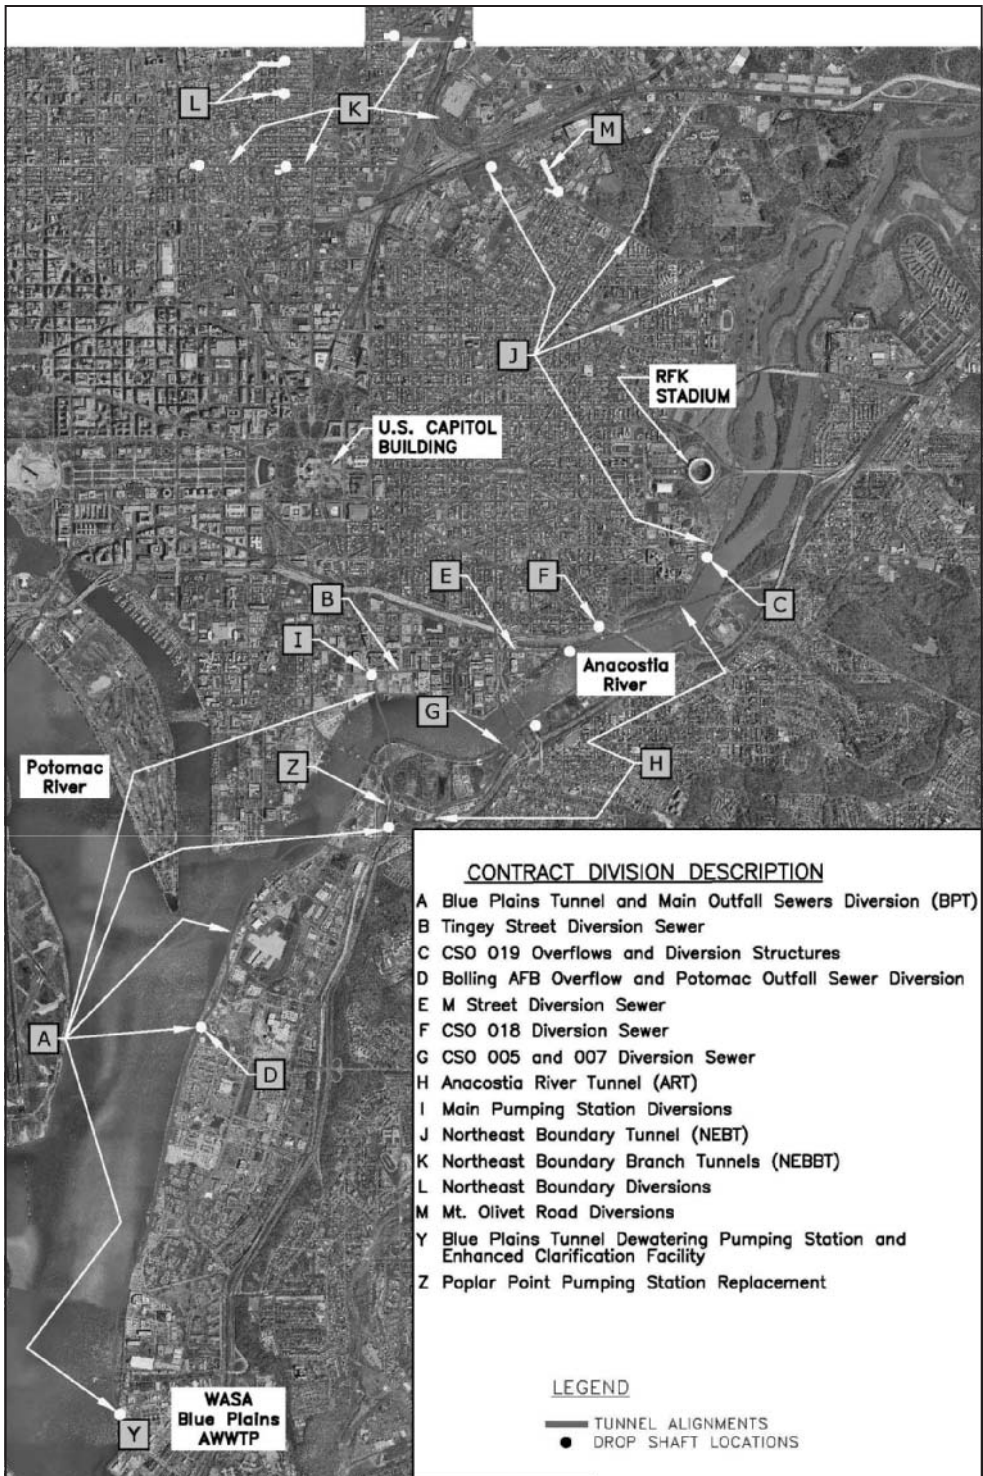 L
K
M
J
RFK
STADIUM
U.S. CAPITOL
BUILDING
E
F
B
C
I
Anacostia
River
G
Z
H
Potomac
River
A
D
WASA
Blue Plains
AWWTP
Y
CONTRACT DIVISION DESCRIPTION
A Blue Plains Tunnel and Main Outfall Sewers Diversion (BPT)
B Tingey Street Diversion Sewer
C CSO 019 Overflows and Diversion Structures
D Bolling AFB Overflow and Potomac Outfall Sewer Diversion
E M Street Diversion Sewer
F CSO 018 Diversion Sewer
G CSO 005 and 007 Diversion Sewer
H Anacostia River Tunnel (ART)
I Main Pumping Station Diversions
J Northeast Boundary Tunnel (NEBT)
K Northeast Boundary Branch Tunnels (NEBBT)
L Northeast Boundary Diversions
M Mt. Olivet Road Diversions
Y Blue Plains Tunnel Dewatering Pumping Station and
Enhanced Clarification Facility
Z Poplar Point Pumping Station Replacement
LEGEND
TUNNEL ALIGNMENTS
DROP SHAFT LOCATIONS